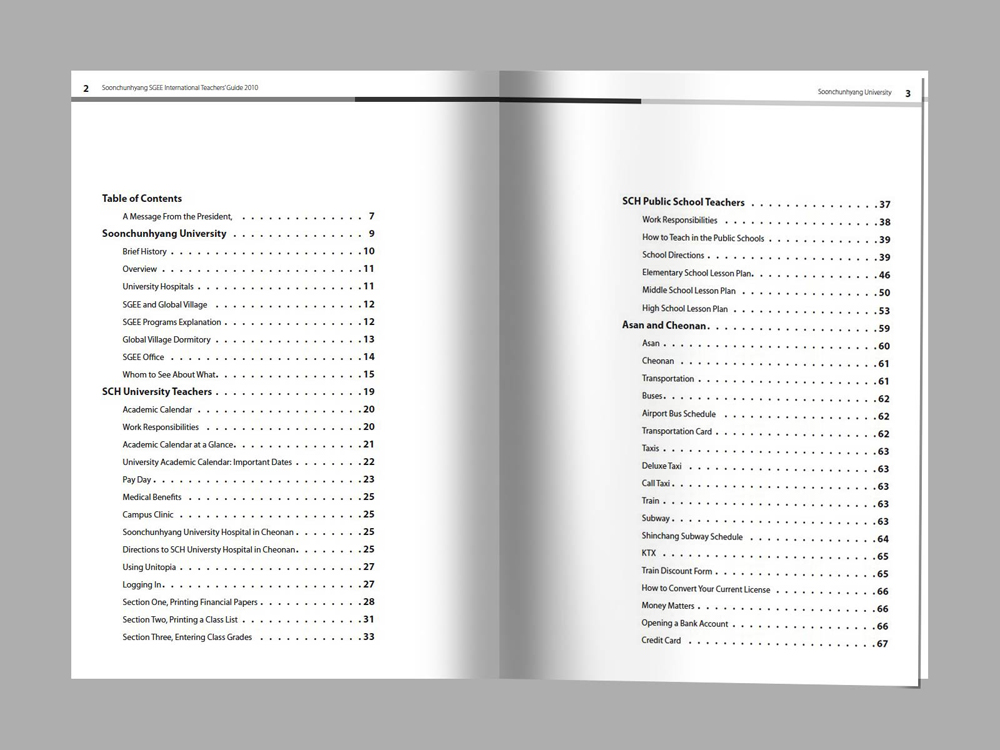 2 Soonchunhyang SGEE International Teachers' Guide 2010
Table of Contents
A Message From the President, . . . . . . . . . . . . . . 7
Soonchunhyang University . . . . . . . . . . . . . . . 9
Brief History . . . . . . . . . . . . . . . . . . . . . 10
Overview . . . . . . . . . . . . . . . . . . . . . . 11
University Hospitals . . . . . . . . . . . . . . . . . . 11
SGEE and Global Village . . . . . . . . . . . . . . . . 12
SGEE Programs Explanation . . . . . . . . . . . . . . . 12
Global Village Dormitory . . . . . . . . . . . . . . . . 13
SGEE Office . . . . . . . . . . . . . . . . . . . . . 14
Whom to See About What. . . . . . . . . . . . . . . . 15
SCH University Teachers . . . . . . . . . . . . . . . . 19
Academic Calendar . . . . . . . . . . . . . . . . . . 20
Work Responsibilities . . . . . . . . . . . . . . . . . 20
Academic Calendar at a Glance. . . . . . . . . . . . . . 21
University Academic Calendar: Important Dates . . . . . . . . 22
Pay Day . . . . . . . . . . . . . . . . . . . . . . . 23
Medical Benefits . . . . . . . . . . . . . . . . . . . 25
Campus Clinic . . . . . . . . . . . . . . . . . . . . 25
Soonchunhyang University Hospital in Cheonan . . . . . . . . 25
Directions to SCH Universty Hospital in Cheonan. . . . . . . . 25
Using Unitopia . . . . . . . . . . . . . . . . . . . . 27
Logging In . . . . . . . . . . . . . . . . . . . . . . 27
Section One, Printing Financial Papers . . . . . . . . . . . . 28
Section Two, Printing a Class List . . . . . . . . . . . . . . 31
Section Three, Entering Class Grades . . . . . . . . . . . . 33
Soonchunhyang University 3
SCH Public School Teachers . . . . . . . . . . . . . . 37
Work Responsibilities . . . . . . . . . . . . . . . . . 38
How to Teach in the Public Schools . . . . . . . . . . . . . 39
School Directions . . . . . . . . . . . . . . . . . . . 39
Elementary School Lesson Plan. . . . . . . . . . . . . . 46
Middle School Lesson Plan . . . . . . . . . . . . . . . 50
High School Lesson Plan . . . . . . . . . . . . . . . . 53
Asan and Cheonan. . . . . . . . . . . . . . . . . . . 59
Asan . . . . . . . . . . . . . . . . . . . . . . . . 60
Cheonan . . . . . . . . . . . . . . . . . . . . . . 61
Transportation . . . . . . . . . . . . . . . . . . . . 61
Buses. . . . . . . . . . . . . . . . . . . . . . . . 62
Airport Bus Schedule . . . . . . . . . . . . . . . . . 62
Transportation Card . . . . . . . . . . . . . . . . . . 62
Taxis . . . . . . . . . . . . . . . . . . . . . . . . 63
Deluxe Taxi . . . . . . . . . . . . . . . . . . . . . 63
Call Taxi . . . . . . . . . . . . . . . . . . . . . . . 63
Train . . . . . . . . . . . . . . . . . . . . . . . . 63
Subway . . . . . . . . . . . . . . . . . . . . . . . 63
Shinchang Subway Schedule . . . . . . . . . . . . . . 64
KTX . . . . . . . . . . . . . . . . . . . . . . . . 65
Train Discount Form . . . . . . . . . . . . . . . . . . 65
How to Convert Your Current License . . . . . . . . . . . . 66
Money Matters . . . . . . . . . . . . . . . . . . . . 66
Opening a Bank Account . . . . . . . . . . . . . . . . 66
Credit Card . . . . . . . . . . . . . . . . . . . . . 67